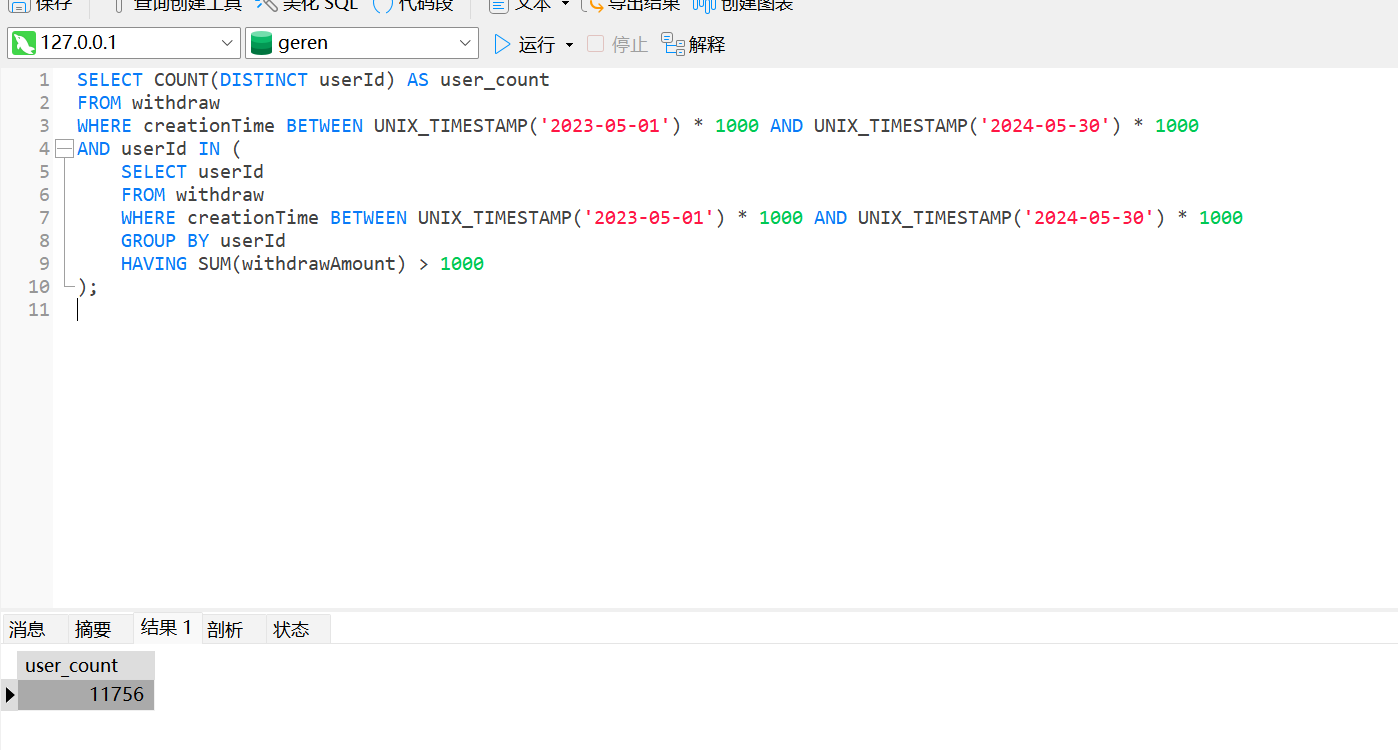 保存 查询创建工具 美化 SQL () 代码段 文本 导出结果 创建图表
127.0.0.1 geren 运行 停止 解释
1 SELECT COUNT(DISTINCT userId) AS user_count
2 FROM withdraw
3 WHERE creationTime BETWEEN UNIX_TIMESTAMP('2023-05-01') * 1000 AND UNIX_TIMESTAMP('2024-05-30') * 1000
4 AND userId IN (
5 SELECT userId
6 FROM withdraw
7 WHERE creationTime BETWEEN UNIX_TIMESTAMP('2023-05-01') * 1000 AND UNIX_TIMESTAMP('2024-05-30') * 1000
8 GROUP BY userId
9 HAVING SUM(withdrawAmount) > 1000
10 );
11
消息 摘要 结果 1 剖析 状态
user_count
11756